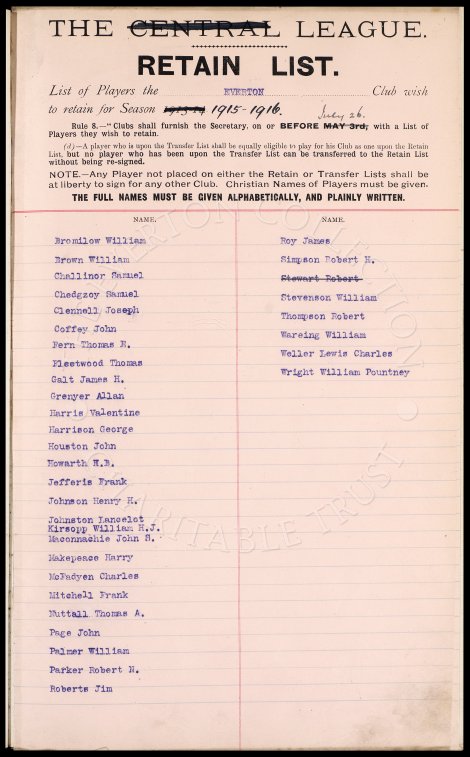 THE CENTRAL LEAGUE.
RETAIN LIST.
List of Players the EVERTON Club wish
to retain for Season 1913-14 1915-1916.
July 26.
Rule 8.—"Clubs shall furnish the Secretary, on or BEFORE MAY 3rd, with a List of
Players they wish to retain.
(d)—A player who is upon the Transfer List shall be equally eligible to play for his Club as one upon the Retain
List, but no player who has been upon the Transfer List can be transferred to the Retain List
without being re-signed.
NOTE.—Any Player not placed on either the Retain or Transfer Lists shall be
at liberty to sign for any other Club. Christian Names of Players must be given.
THE FULL NAMES MUST BE GIVEN ALPHABETICALLY, AND PLAINLY WRITTEN.
NAME.
Bromilow William
Brown William
Challinor Samuel
Chedgzoy Samuel
Clennell Joseph
Coffey John
Fern Thomas E.
Fleetwood Thomas
Galt James H.
Grenyer Allan
Harris Valentine
Harrison George
Houston John
Howarth H.B.
Jefferis Frank
Johnson Henry H.
Johnston Lancelot
Kirsopp William H.J.
Maconnachie John S.
Makepeace Harry
McFadyen Charles
Mitchell Frank
Nuttall Thomas A.
Page John
Palmer William
Parker Robert N.
Roberts Jim
NAME.
Roy James
Simpson Robert H.
Stewart Robert
Stevenson William
Thompson Robert
Wareing William
Weller Lewis Charles
Wright William Pountney
EVERTON COLLECTION
CHARITABLE TRUST